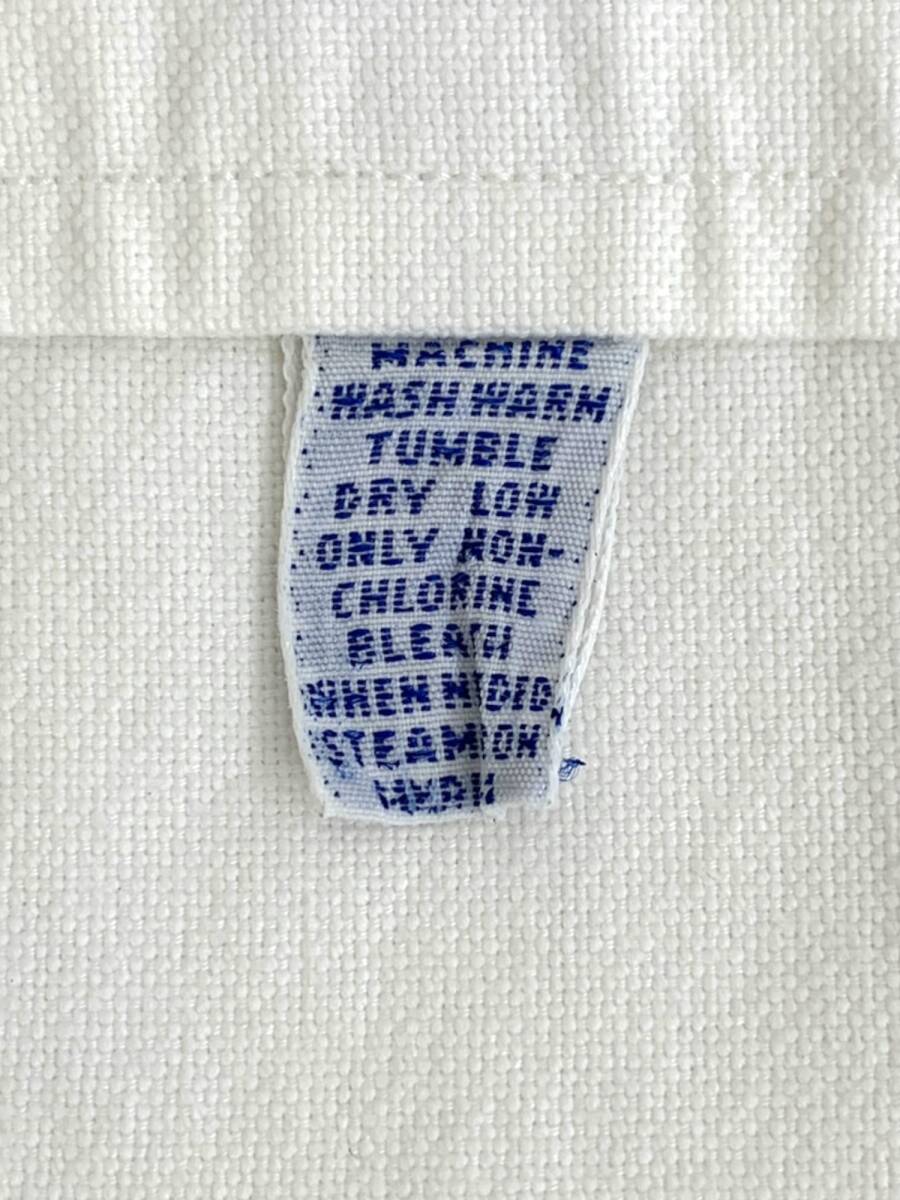 MACHINE
WASH WARM
TUMBLE
DRY LOW
ONLY NON-
CHLORINE
BLEACH
WHEN
STEAM